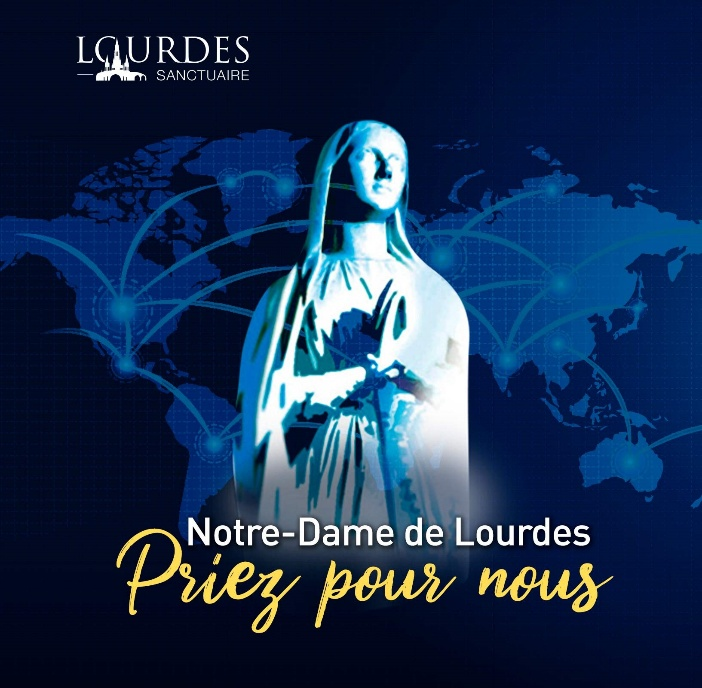 LOURDES
SANCTUAIRE
Notre-Dame de Lourdes
Priez pour nous